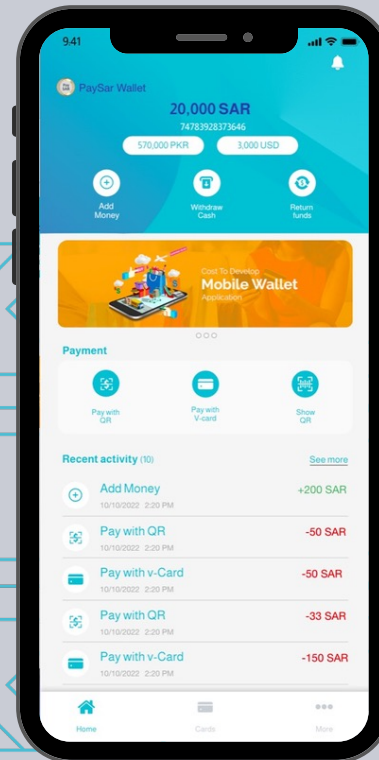 9.41
PaySar Wallet
20,000 SAR
74783928373646
570,000 PKR 3,000 USD
Add Money
Withdraw Cash
Return funds
Cost To Develop
Mobile Wallet
Application
Payment
Pay with QR
Pay with V-card
Show QR
Recent activity (10) See more
Add Money +200 SAR
10/10/2022 2:20 PM
Pay with QR -50 SAR
10/10/2022 2:20 PM
Pay with v-Card -50 SAR
10/10/2022 2:20 PM
Pay with QR -33 SAR
10/10/2022 2:20 PM
Pay with v-Card -150 SAR
10/10/2022 2:20 PM
Home Cards More